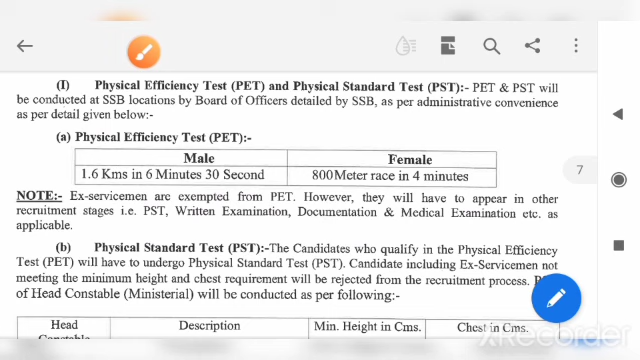 (I) Physical Efficiency Test (PET) and Physical Standard Test (PST):- PET & PST will
be conducted at SSB locations by Board of Officers detailed by SSB, as per administrative convenience
as per detail given below:-
(a) Physical Efficiency Test (PET):-
Male Female
1.6 Kms in 6 Minutes 30 Second 800Meter race in 4 minutes
7
NOTE:- Ex-servicemen are exempted from PET. However, they will have to appear in other
recruitment stages i.e. PST, Written Examination, Documentation & Medical Examination etc. as
applicable.
(b) Physical Standard Test (PST):-The Candidates who qualify in the Physical Efficiency
Test (PET) will have to undergo Physical Standard Test (PST). Candidate including Ex-Servicemen not
meeting the minimum height and chest requirement will be rejected from the recruitment process.
of Head Constable (Ministerial) will be conducted as per following:-
Head Description Min. Height in Cms. Chest in Cms.
Constable
XRecorder